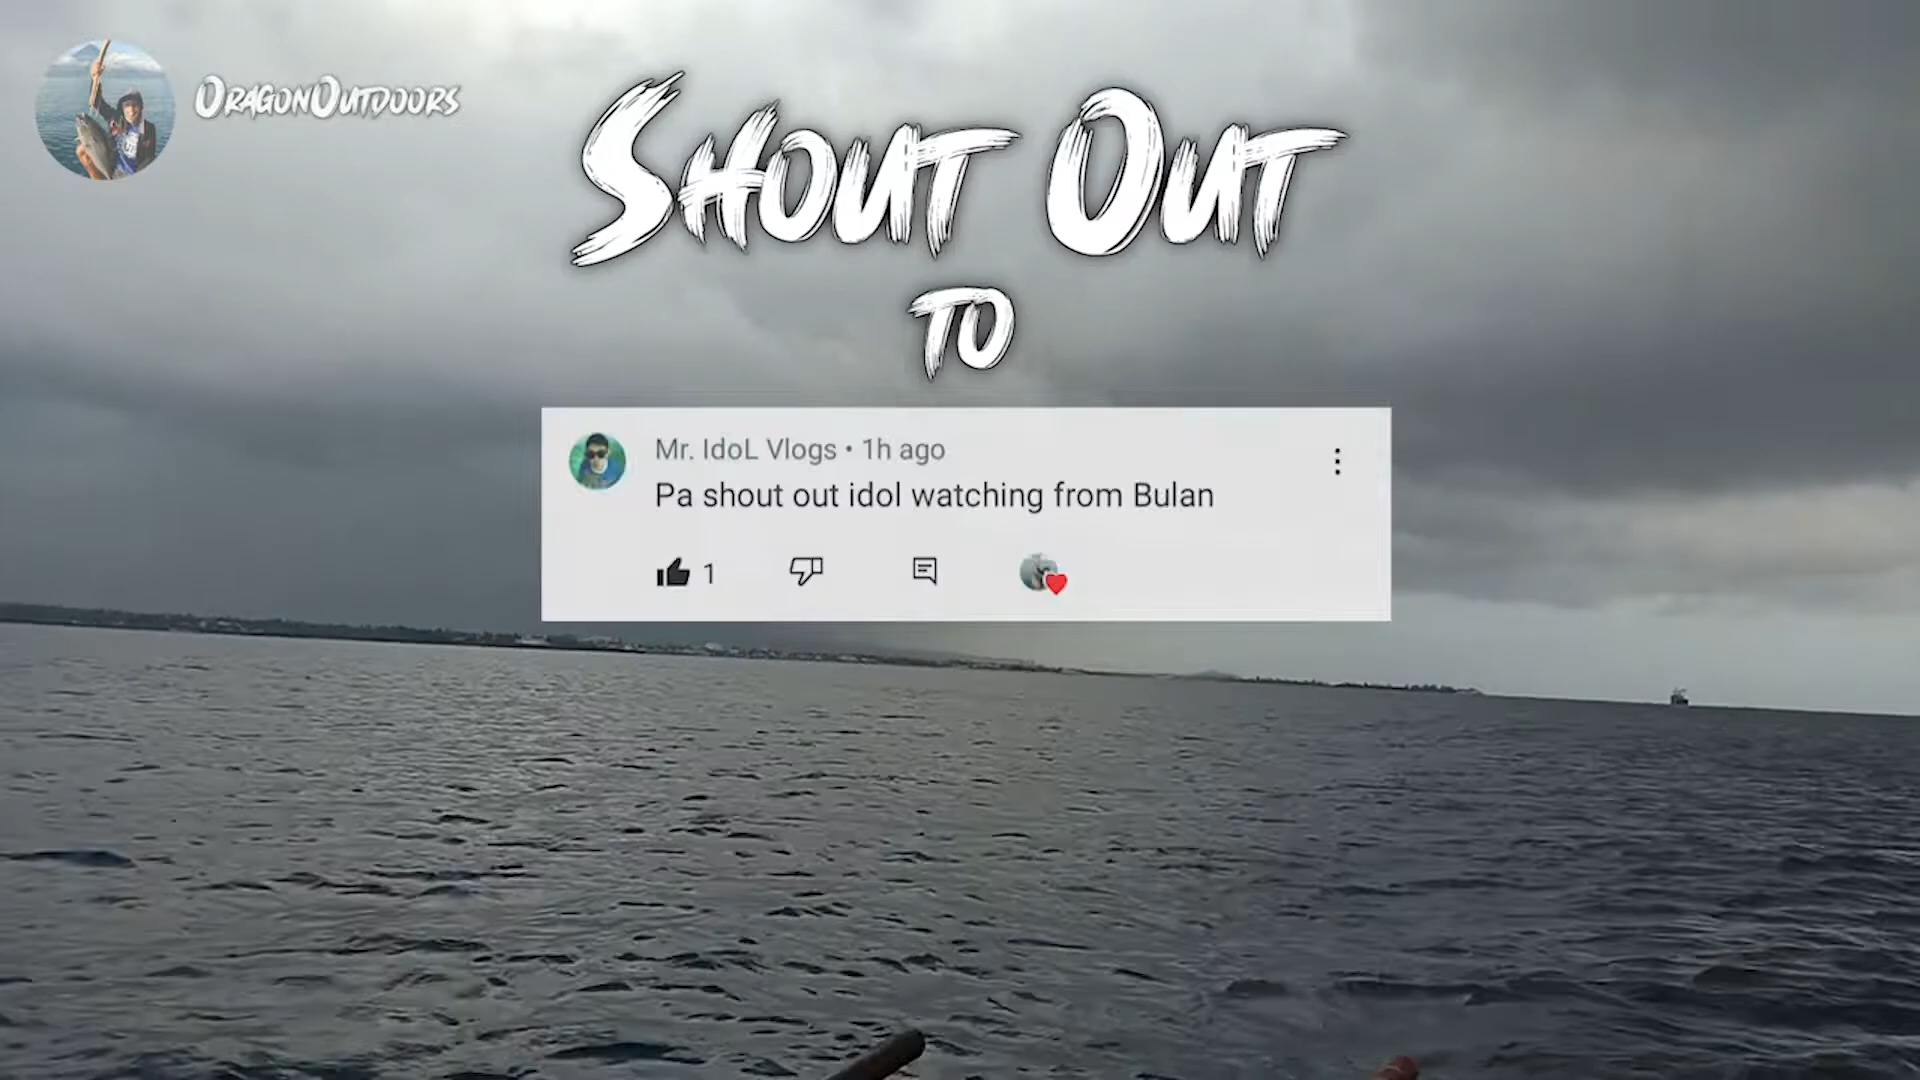 OragonOutdoors
Shout Out
to
Mr. IdoL Vlogs • 1h ago
Pa shout out idol watching from Bulan
1